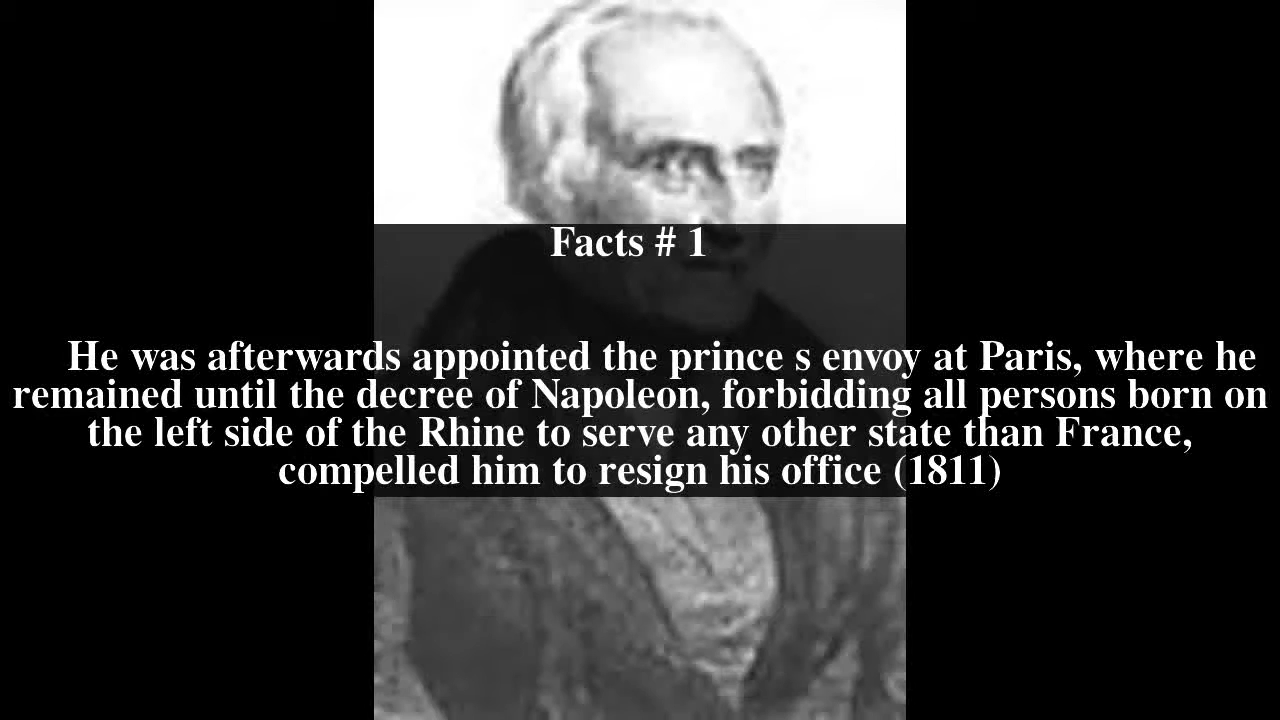 Facts # 1
He was afterwards appointed the prince s envoy at Paris, where he
remained until the decree of Napoleon, forbidding all persons born on
the left side of the Rhine to serve any other state than France,
compelled him to resign his office (1811)